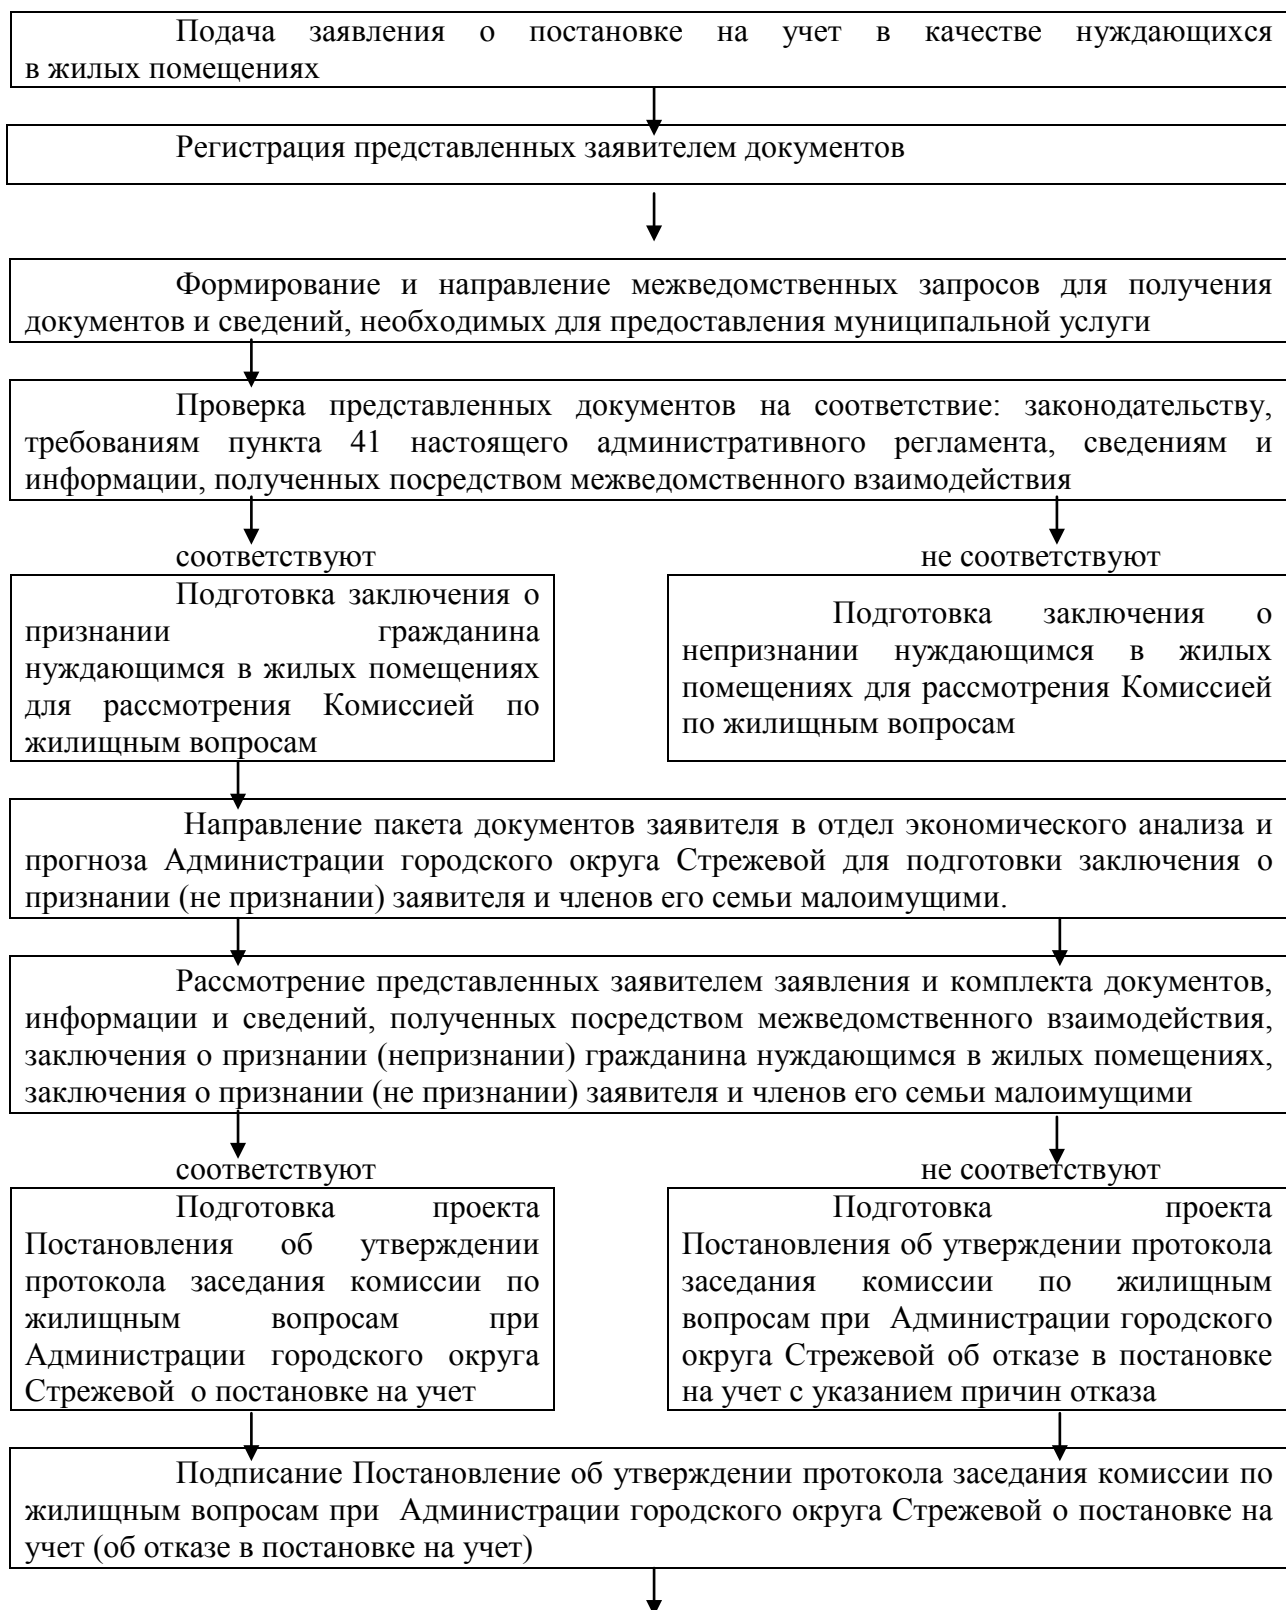 Подача заявления о постановке на учет в качестве нуждающихся
в жилых помещениях
Регистрация представленных заявителем документов
Формирование и направление межведомственных запросов для получения
документов и сведений, необходимых для предоставления муниципальной услуги
Проверка представленных документов на соответствие: законодательству,
требованиям пункта 41 настоящего административного регламента, сведениям и
информации, полученных посредством межведомственного взаимодействия
соответствуют
Подготовка заключения о
признании гражданина
нуждающимся в жилых помещениях
для рассмотрения Комиссией по
жилищным вопросам
не соответствуют
Подготовка заключения о
непризнании нуждающимся в жилых
помещениях для рассмотрения Комиссией
по жилищным вопросам
Направление пакета документов заявителя в отдел экономического анализа и
прогноза Администрации городского округа Стрежевой для подготовки заключения о
признании (не признании) заявителя и членов его семьи малоимущими.
Рассмотрение представленных заявителем заявления и комплекта документов,
информации и сведений, полученных посредством межведомственного взаимодействия,
заключения о признании (непризнании) гражданина нуждающимся в жилых помещениях,
заключения о признании (не признании) заявителя и членов его семьи малоимущими
соответствуют
Подготовка проекта
Постановления об утверждении
протокола заседания комиссии по
жилищным вопросам при
Администрации городского округа
Стрежевой о постановке на учет
не соответствуют
Подготовка проекта
Постановления об утверждении протокола
заседания комиссии по жилищным
вопросам при Администрации городского
округа Стрежевой об отказе в постановке
на учет с указанием причин отказа
Подписание Постановление об утверждении протокола заседания комиссии по
жилищным вопросам при Администрации городского округа Стрежевой о постановке на
учет (об отказе в постановке на учет)